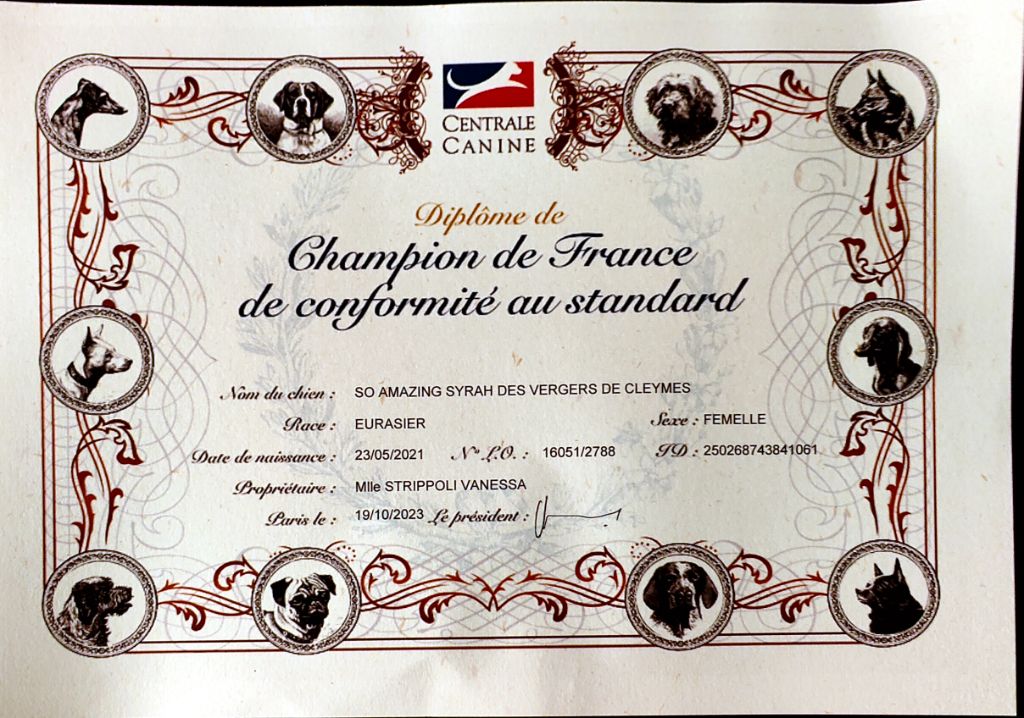 CENTRALE
CANINE
Diplôme de
Champion de France
de conformité au standard
Nom du chien : SO AMAZING SYRAH DES VERGERS DE CLEYMES
Race : EURASIER Sexe : FEMELLE
Date de naissance : 23/05/2021 N° L.O. : 16051/2788 ID : 250268743841061
Propriétaire : Mlle STRIPPOLI VANESSA
Paris le : 19/10/2023 Le président :